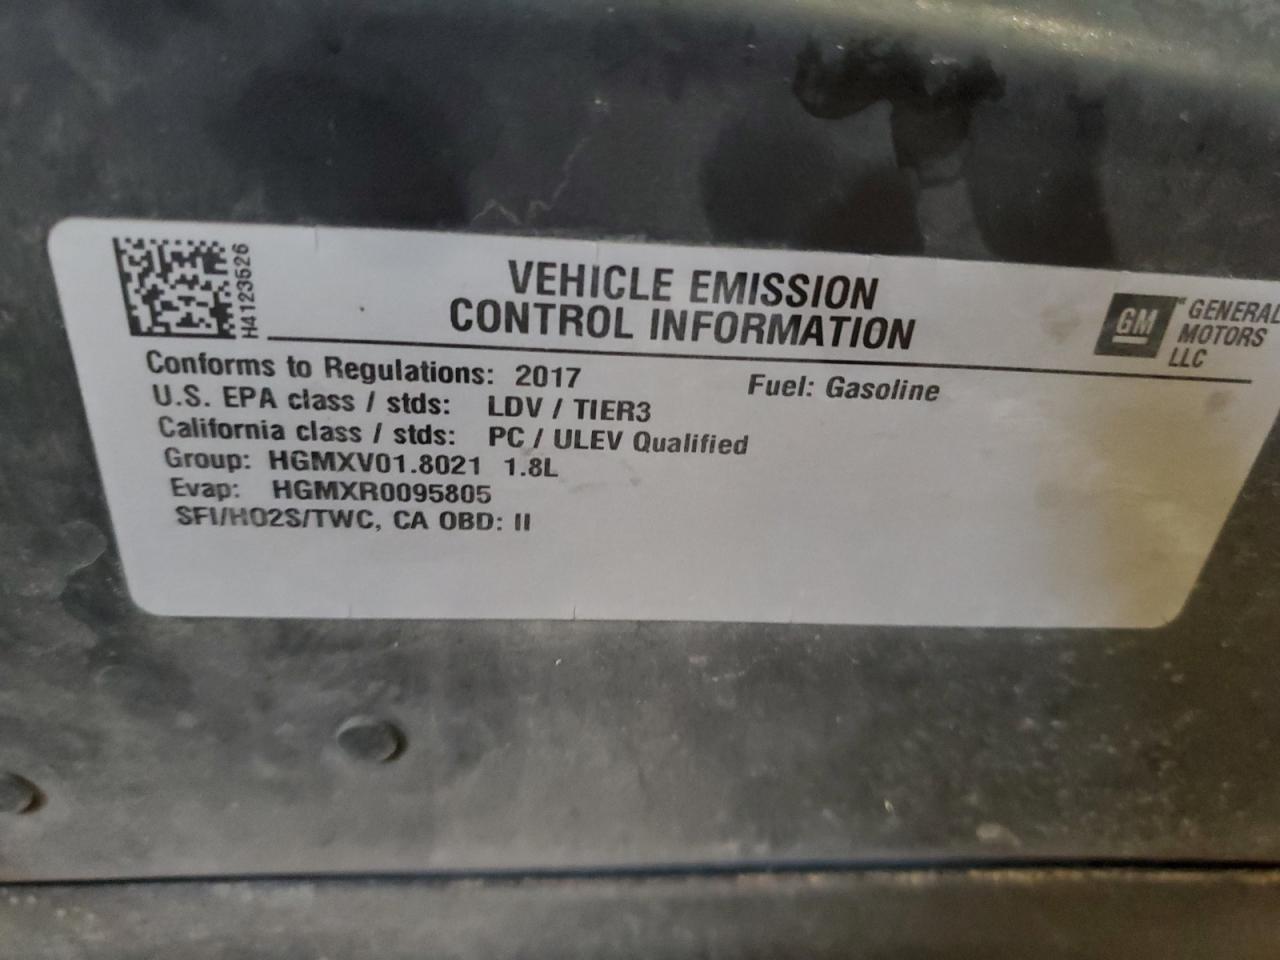 H4123526
VEHICLE EMISSION
CONTROL INFORMATION
GM
GENERAL
MOTORS
LLC
Conforms to Regulations: 2017
Fuel: Gasoline
U.S. EPA class / stds: LDV / TIER3
California class / stds: PC / ULEV Qualified
Group: HGMXV01.8021 1.8L
Evap: HGMXR0095805
SFI/HO2S/TWC, CA OBD: II